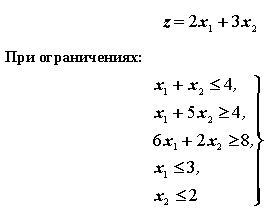 z = 2x₁ + 3x₂
При ограничениях:
x₁ + x₂ ≤ 4,
x₁ + 5x₂ ≥ 4,
6x₁ + 2x₂ ≥ 8,
x₁ ≤ 3,
x₂ ≤ 2